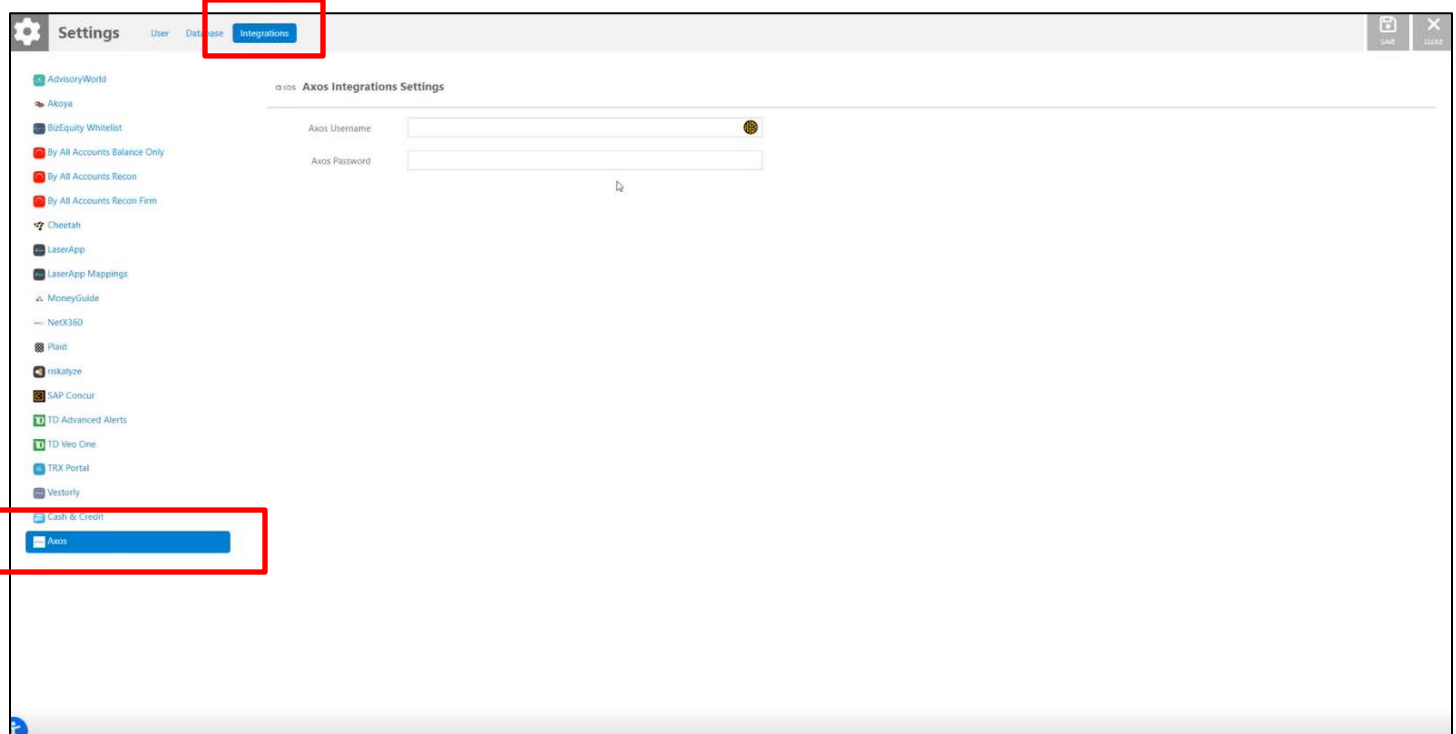 Settings User Database Integrations
SAVE CLOSE
AdvisoryWorld
Akoya
BizEquity Whitelist
By All Accounts Balance Only
By All Accounts Recon
By All Accounts Recon Firm
Cheetah
LaserApp
LaserApp Mappings
MoneyGuide
NetX360
Plaid
riskalyze
SAP Concur
TD Advanced Alerts
TD Veo One
TRX Portal
Vestorly
Cash & Credit
Axos
axos Axos Integrations Settings
Axos Username
Axos Password